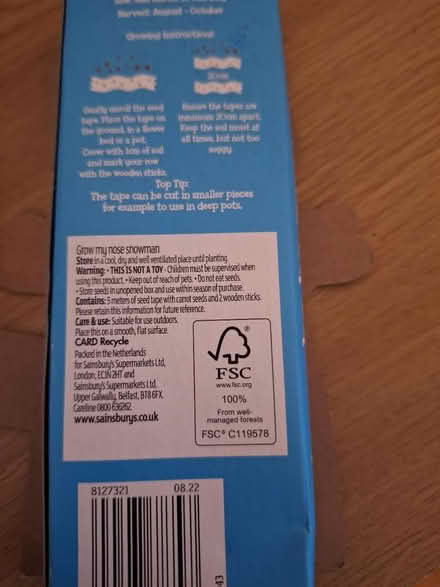 Harvest: August - October
Growing Instructions
20cm
Gently unroll the seed
tape. Place the tape on
the ground, in a flower
bed or a pot.
Cover with 1cm of soil
and mark your row
with the wooden sticks.
Ensure the tapes are
minimum 20cm apart.
Keep the soil moist at
all times, but not too
soggy.
Top Tip:
The tape can be cut in smaller pieces
for example to use in deep pots.
Grow my nose snowman
Store in a cool, dry and well ventilated place until planting.
Warning: • THIS IS NOT A TOY • Children must be supervised when
using this product. • Keep out of reach of pets. • Do not eat seeds.
• Store seeds in unopened box and use within season of purchase.
Contains: 5 meters of seed tape with carrot seeds and 2 wooden sticks.
Please retain this information for future reference.
Care & use: Suitable for use outdoors.
Place this on a smooth, flat surface.
CARD Recycle
Packed in the Netherlands
for Sainsbury's Supermarkets Ltd,
London, EC1N 2HT and
Sainsbury's Supermarkets Ltd.
Upper Galwally, Belfast, BT8 6FX.
Careline 0800 636262
www.sainsburys.co.uk
FSC
www.fsc.org
100%
From well-
managed forests
FSC® C119578
8127321 08.22
43